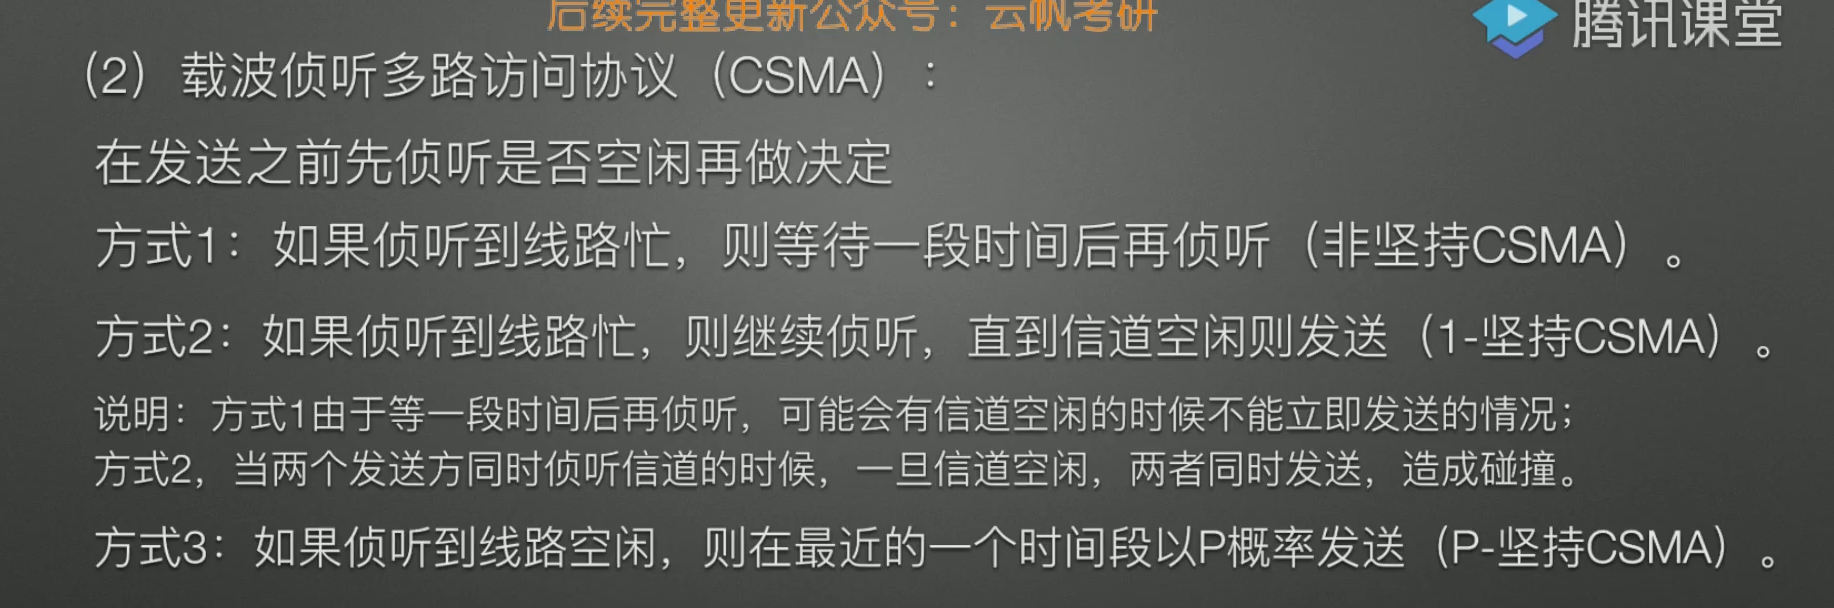 后续完整更新公众号：云帆考研
腾讯课堂
（2）载波侦听多路访问协议（CSMA）：
在发送之前先侦听是否空闲再做决定
方式1：如果侦听到线路忙，则等待一段时间后再侦听（非坚持CSMA）。
方式2：如果侦听到线路忙，则继续侦听，直到信道空闲则发送（1-坚持CSMA）。
说明：方式1由于等一段时间后再侦听，可能会有信道空闲的时候不能立即发送的情况；
方式2，当两个发送方同时侦听信道的时候，一旦信道空闲，两者同时发送，造成碰撞。
方式3：如果侦听到线路空闲，则在最近的一个时间段以P概率发送（P-坚持CSMA）。